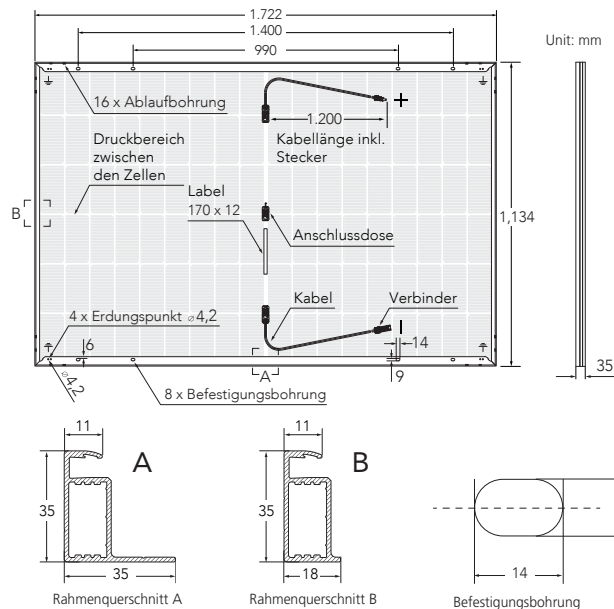 1.722
1.400
990
Unit: mm
16 x Ablaufbohrung
+
1.200
Kabellänge inkl.
Stecker
Druckbereich
zwischen
den Zellen
Label
170 x 12
B
1,134
Anschlussdose
Kabel
Verbinder
4 x Erdungspunkt ⌀4,2
6
14
⌀4,2
A
9
8 x Befestigungsbohrung
35
11
A
35
35
Rahmenquerschnitt A
11
B
35
18
Rahmenquerschnitt B
14
Befestigungsbohrung